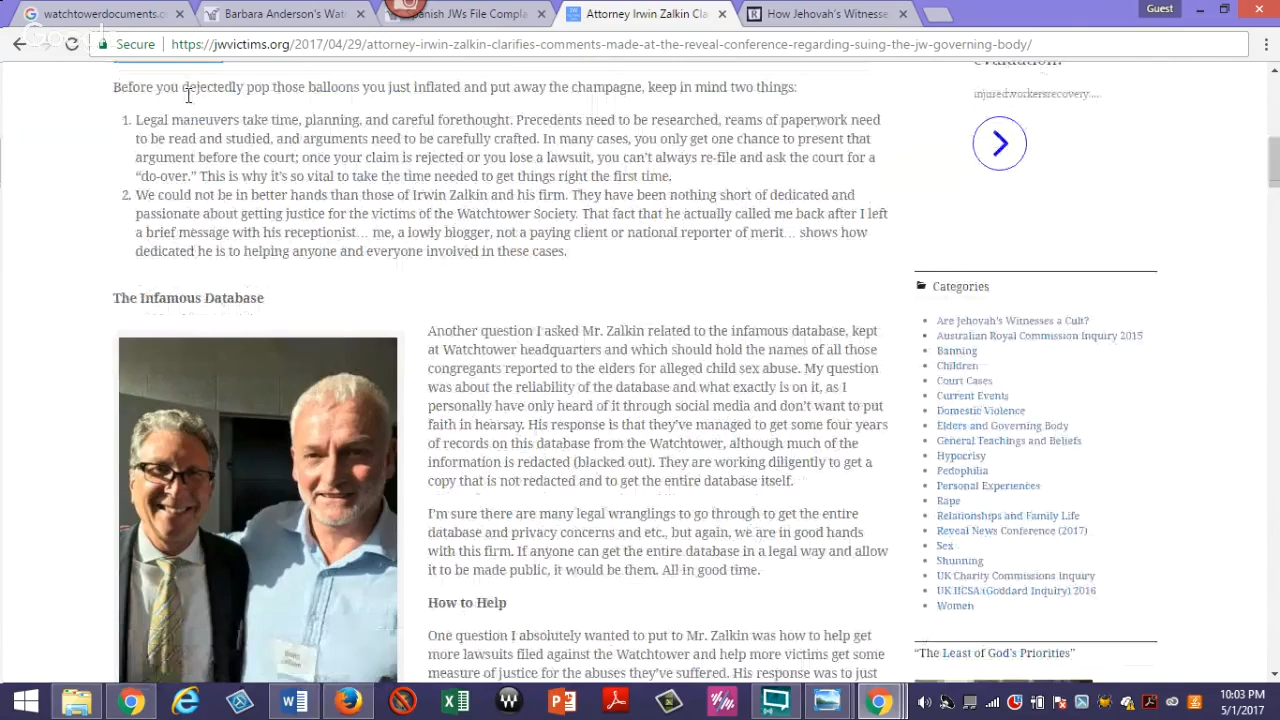 watchtowerdocuments.c
Barbara Anderson's Wat
panish JTF Compla
Attorney Irwin Zalkin Cla
How Jehovah's Witnesse
Guest
Secure
https://jwvictims.org/2017/04/29/attorney-irwin-zalkin-clarifies-comments-made-at-the-reveal-conference-regarding-suing-the-jw-governing-body/
Before you dejectedly pop those balloons you just inflated and put away the champagne, keep in mind two things:
1. Legal maneuvers take time, planning, and careful forethought. Precedents need to be researched, reams of paperwork need
to be read and studied, and arguments need to be carefully crafted. In many cases, you only get one chance to present that
argument before the court; once your claim is rejected or you lose a lawsuit, you can't always re-file and ask the court for a
"do-over." This is why it's vital to take the time needed to get things right the first time.
2. We could not be in better hands than those of Irwin Zalkin and his firm. They have been nothing short of dedicated and
passionate about getting justice for the victims of the Watchtower Society. That fact that he actually called me back after I left
a brief message with his receptionist… me, a lowly blogger, not a paying client or national reporter of merit… shows how
dedicated he is to helping anyone and everyone involved in these cases.
The Infamous Database
Another question I asked Mr. Zalkin related to the infamous database, kept
at Watchtower headquarters and which should hold the names of all those
congregants reported to the elders for alleged child sex abuse. My question
was about the reliability of the database and what exactly is on it, as I
personally have only heard of it through social media and don't want to put
faith in hearsay. His response is that they've managed to get some four years
of records on this database from the Watchtower, although much of the
information is redacted (blacked out). They are working diligently to get a
copy that is not redacted and to get the entire database itself.
I'm sure there are many legal wranglings to go through to get the entire
database and privacy concerns and etc., but again, we are in good hands
with this firm. If anyone can get the entire database in a legal way and allow
it to be made public, it would be them. All in good time.
How to Help
One question I absolutely wanted to put to Mr. Zalkin was how to help get
more lawsuits filed against the Watchtower and help more victims get some
measure of justice for the abuses they've suffered. His response was to just
evaluation.
injuredworkersrecovery....
Categories
Are Jehovah's Witnesses a Cult?
Australian Royal Commission Inquiry 2015
Banning
Children
Court Cases
Current Events
Domestic Violence
Elders and Governing Body
General Teachings and Beliefs
Hypocrisy
Pedophilia
Personal Experiences
Rape
Relationships and Family Life
Reveal News Conference (2017)
Sex
Shunning
UK Charity Commissions Inquiry
UK IICSA (Goddard Inquiry) 2016
Women
"The Least of God's Priorities"
10:03 PM
5/1/2017